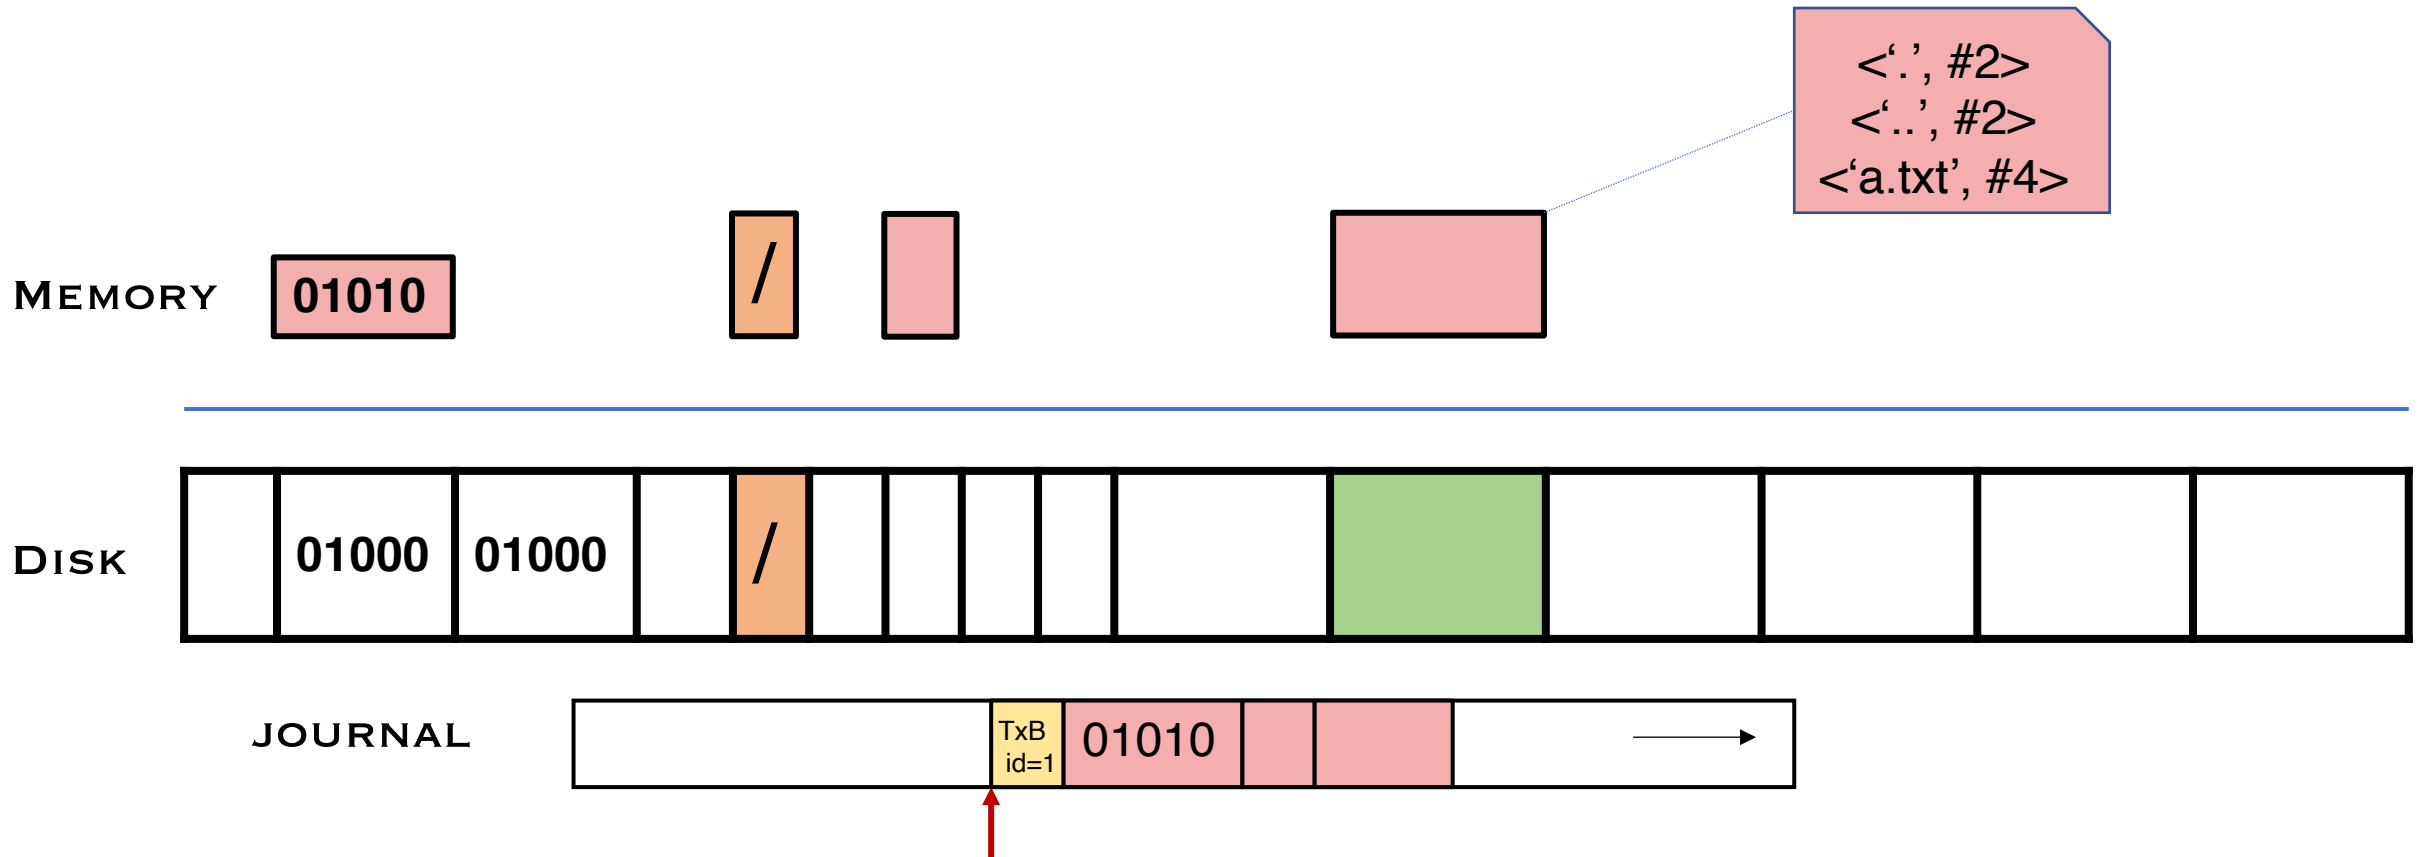 <‘.’, #2>
<‘..’, #2>
<‘a.txt’, #4>
MEMORY
01010
/
DISK
01000
01000
/
JOURNAL
TxB
id=1
01010